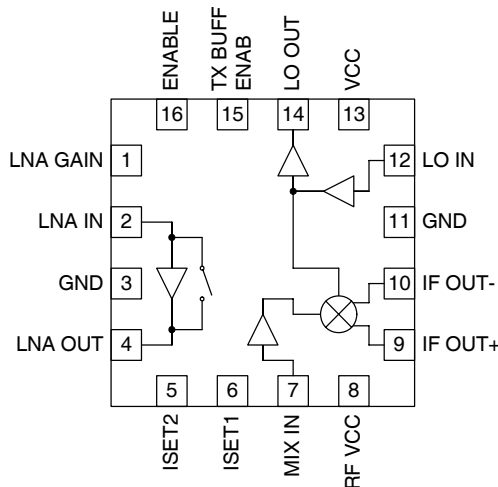 ENABLE
TX BUFF
ENAB
LO OUT
VCC
16
15
14
13
LNA GAIN
1
12
LO IN
LNA IN
2
11
GND
GND
3
10
IF OUT-
LNA OUT
4
9
IF OUT+
5
6
7
8
ISET2
ISET1
MIX IN
RF VCC